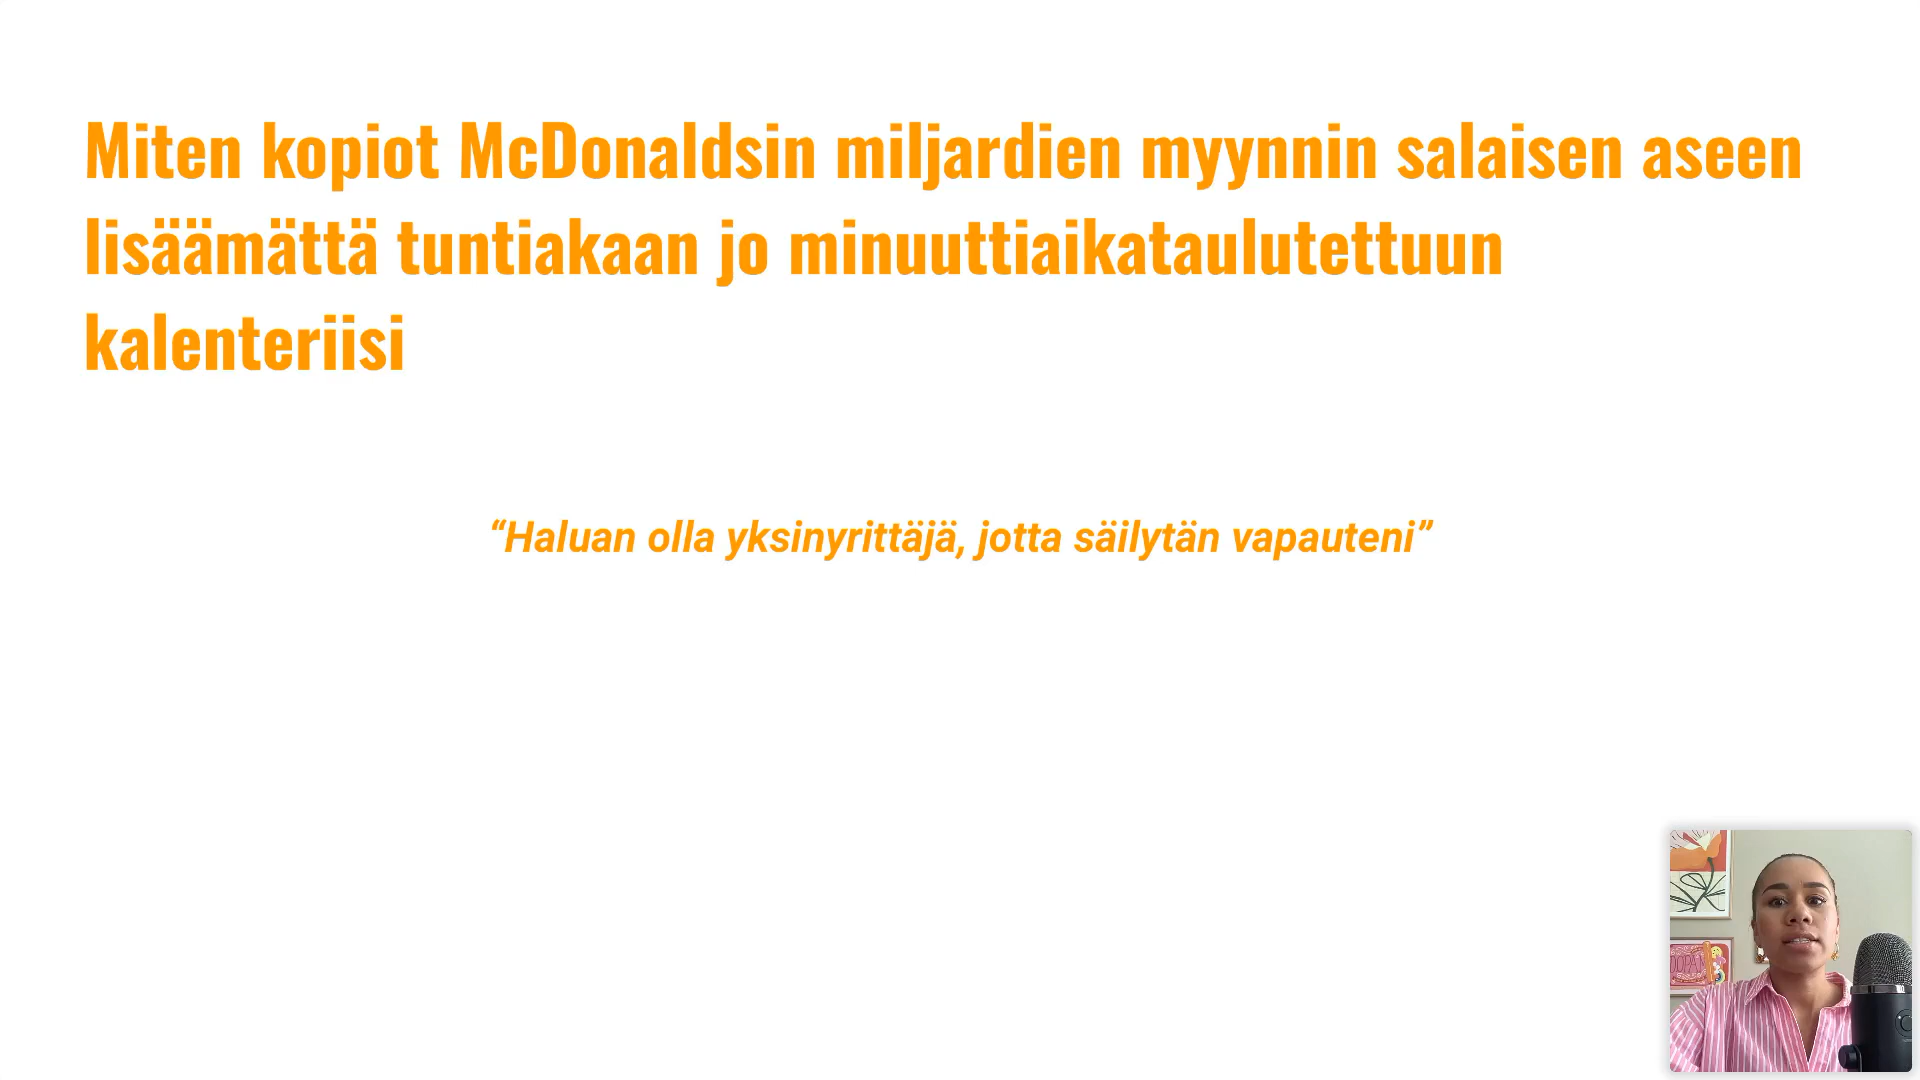 Miten kopiot McDonaldsin miljardien myynnin salaisen aseen
lisäämättä tuntiakaan jo minuuttiaikataulutettuun
kalenteriisi
“Haluan olla yksinyrittäjä, jotta säilytän vapauteni”